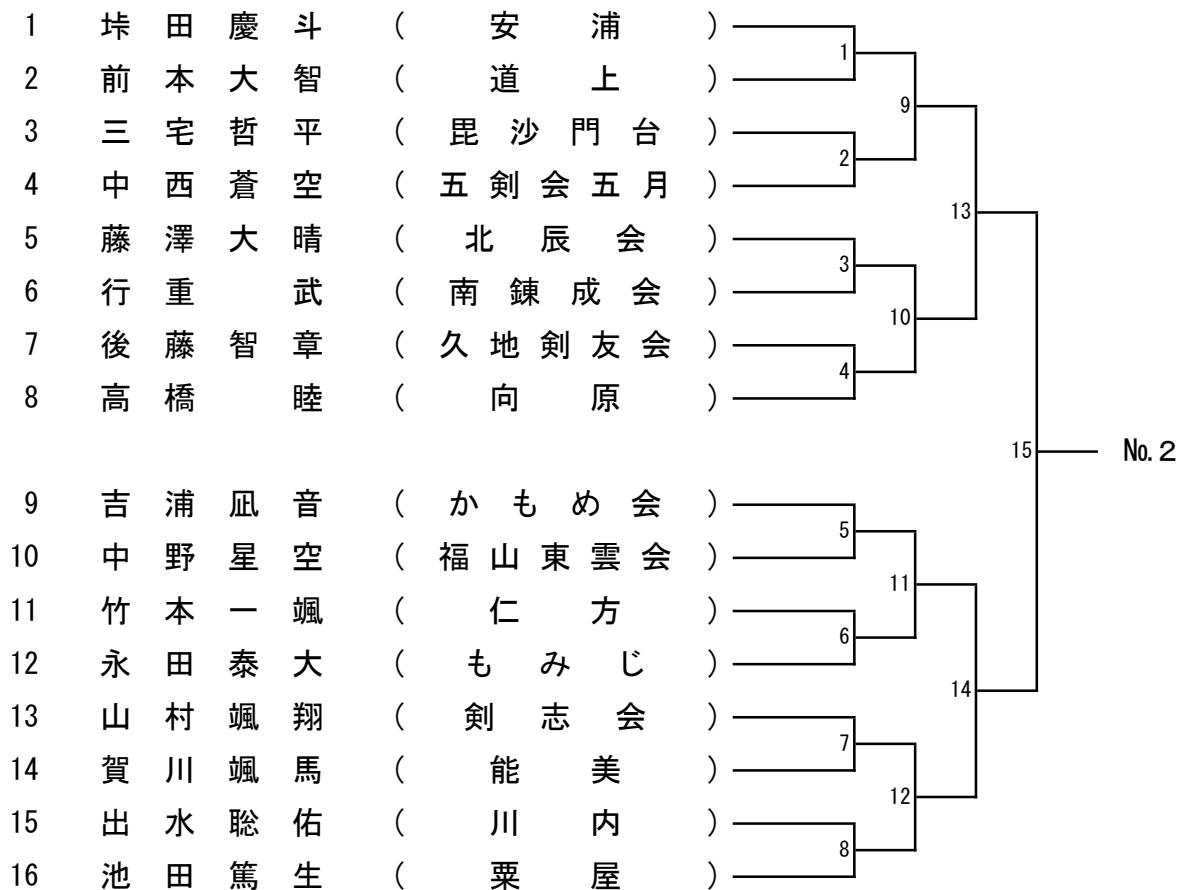 1 垰田慶斗 (安浦)
1
2 前本大智 (道上)
9
3 三宅哲平 (毘沙門台)
2
4 中西蒼空 (五剣会五月)
13
5 藤澤大晴 (北辰会)
3
6 行重 武 (南錬成会)
10
7 後藤智章 (久地剣友会)
4
8 高橋 睦 (向原)
15 №.2
9 吉浦凪音 (かもめ会)
5
10 中野星空 (福山東雲会)
11
11 竹本一颯 (仁方)
6
12 永田泰大 (もみじ)
14
13 山村颯翔 (剣志会)
7
14 賀川颯馬 (能美)
12
15 出水聡佑 (川内)
8
16 池田篤生 (粟屋)